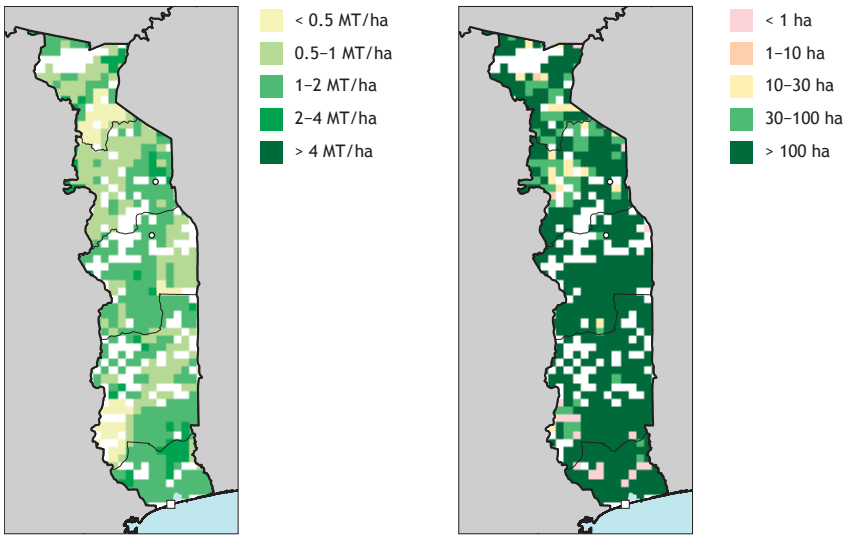 < 0.5 MT/ha
0.5–1 MT/ha
1–2 MT/ha
2–4 MT/ha
> 4 MT/ha
< 1 ha
1–10 ha
10–30 ha
30–100 ha
> 100 ha